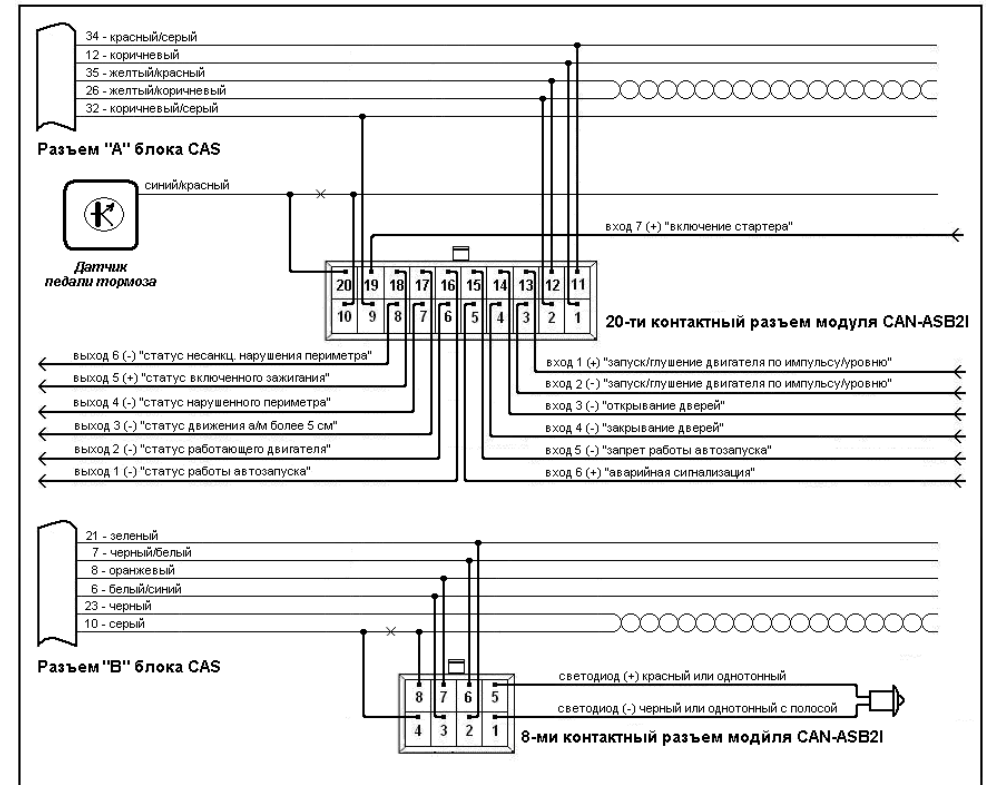 34 - красный/серый
12 - коричневый
35 - желтый/красный
26 - желтый/коричневый
32 - коричневый/серый
Разъем "А" блока CAS
синий/красный
Датчик
педали тормоза
вход 7 (+) "включение стартера"
20 19 18 17 16 15 14 13 12 11
10 9 8 7 6 5 4 3 2 1
20-ти контактный разъем модуля CAN-ASB2I
выход 6 (-) "статус несанкц. нарушения периметра"
выход 5 (+) "статус включенного зажигания"
выход 4 (-) "статус нарушенного периметра"
выход 3 (-) "статус движения а/м более 5 см"
выход 2 (-) "статус работающего двигателя"
выход 1 (-) "статус работы автозапуска"
вход 1 (+) "запуск/глушение двигателя по импульсу/уровню"
вход 2 (-) "запуск/глушение двигателя по импульсу/уровню"
вход 3 (-) "открывание дверей"
вход 4 (-) "закрывание дверей"
вход 5 (-) "запрет работы автозапуска"
вход 6 (+) "аварийная сигнализация"
21 - зеленый
7 - черный/белый
8 - оранжевый
6 - белый/синий
23 - черный
10 - серый
Разъем "В" блока CAS
8 7 6 5
4 3 2 1
светодиод (+) красный или однотонный
светодиод (-) черный или однотонный с полосой
8-ми контактный разъем модйля CAN-ASB2I